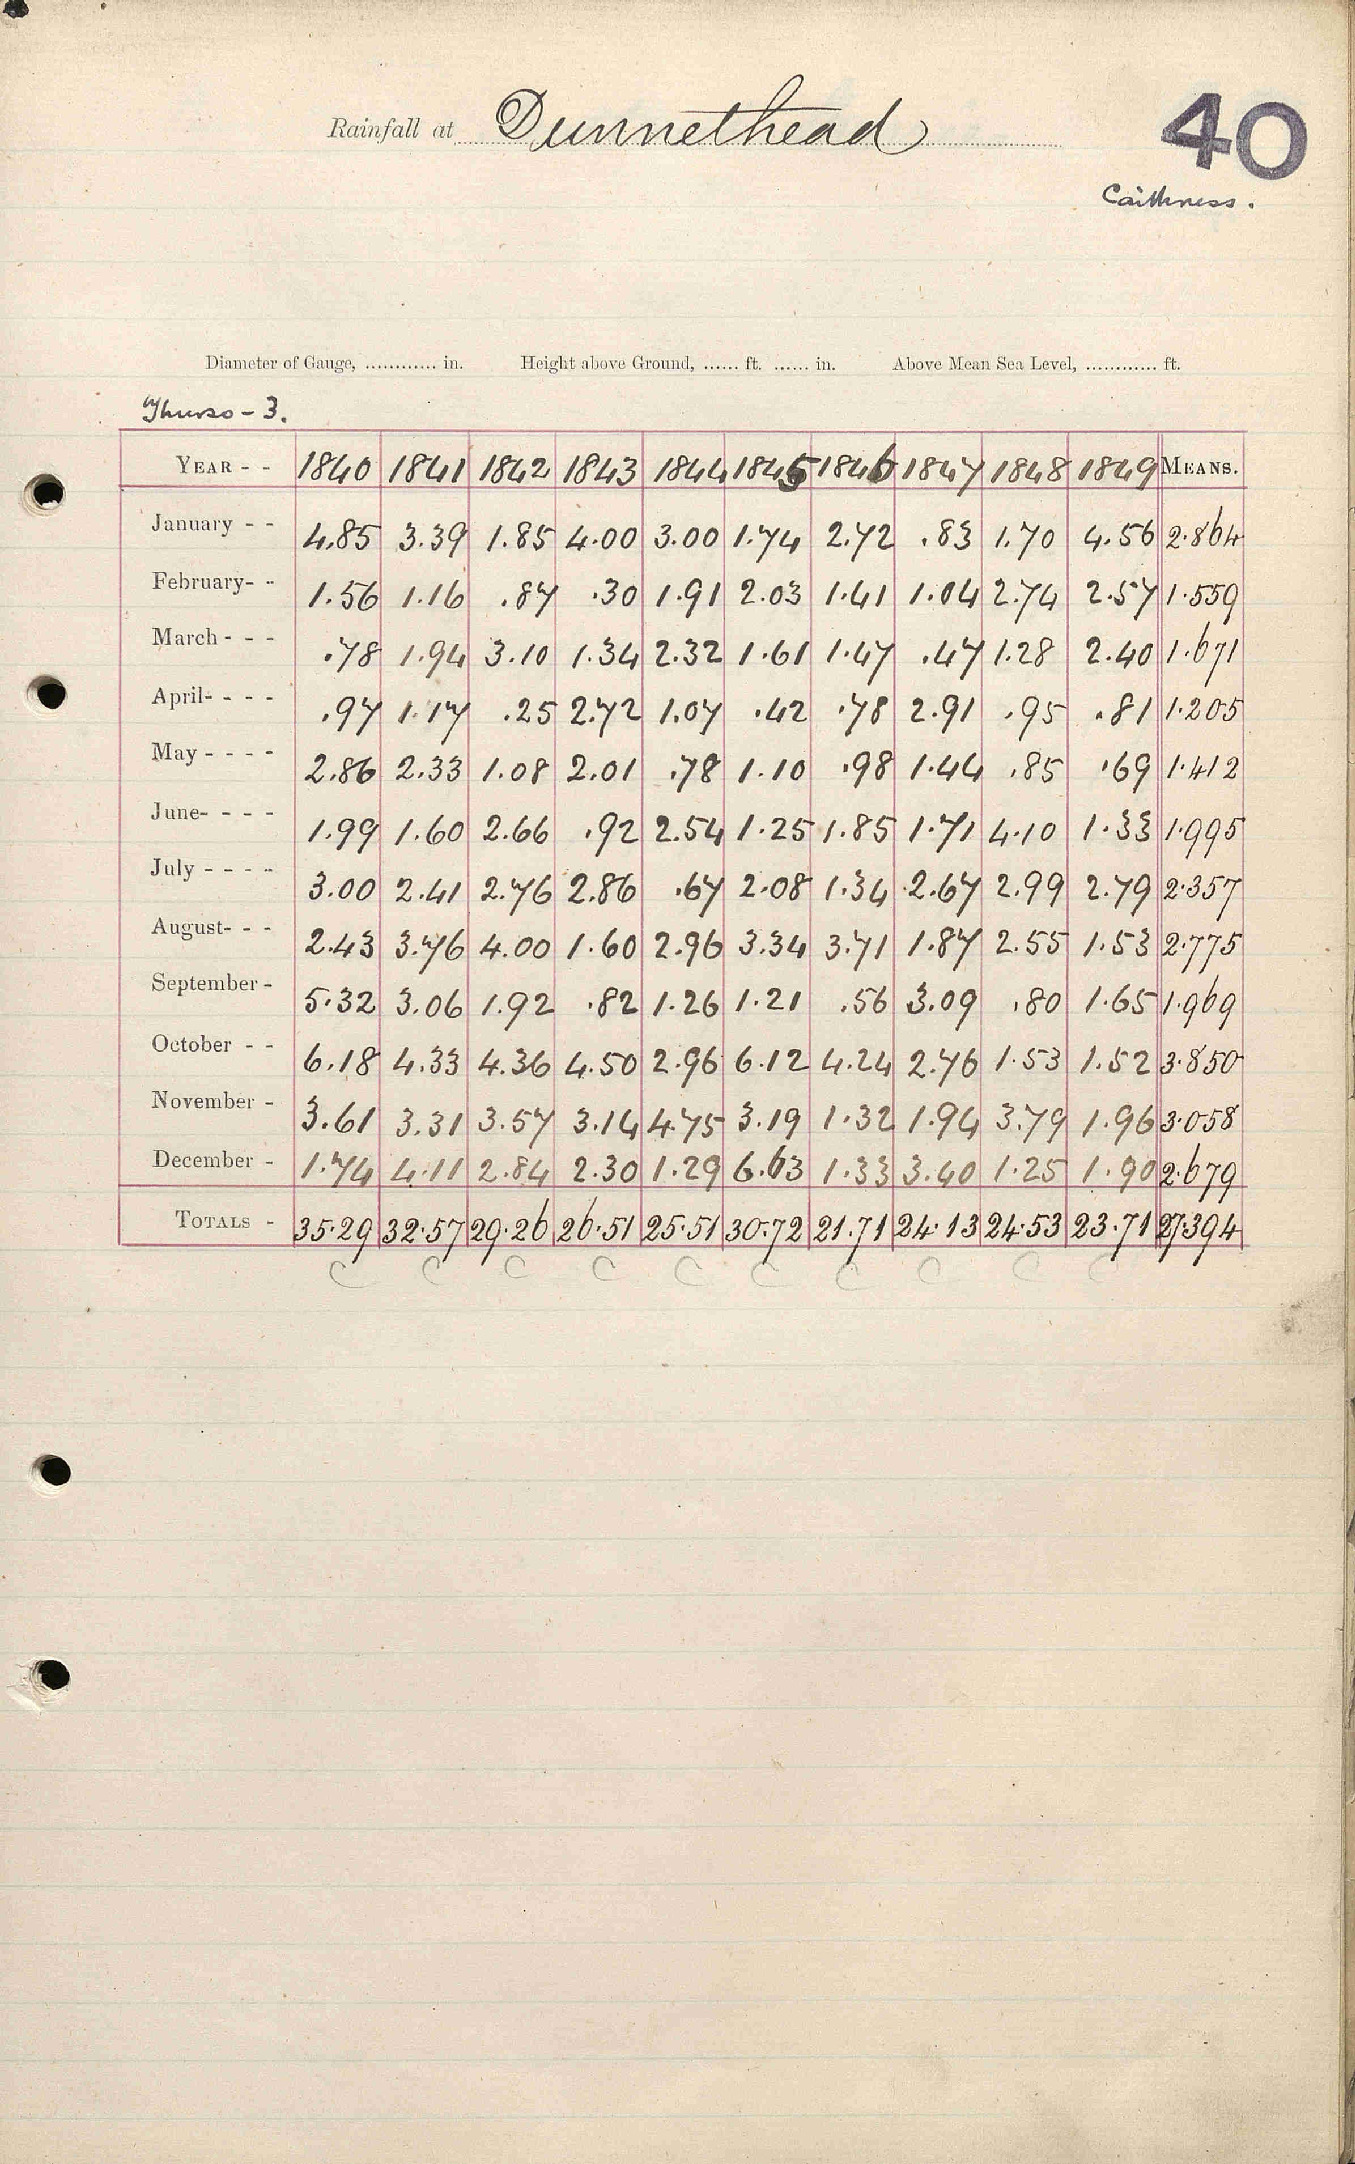 Rainfall at Dunnethead
40
Caithness.
Diameter of Gauge, ............ in. Height above Ground, ...... ft. ...... in. Above Mean Sea Level, ............ ft.
Thurso - 3.
YEAR - - 1840 1841 1842 1843 1844 1845 1846 1847 1848 1849 MEANS.
January - - 4.85 3.39 1.85 4.00 3.00 1.74 2.72 .83 1.70 4.56 2.864
February- - 1.56 1.16 .87 .30 1.91 2.03 1.41 1.04 2.74 2.57 1.559
March - - - .78 1.94 3.10 1.34 2.32 1.61 1.47 .47 1.28 2.40 1.671
April- - - - .97 1.17 .25 2.72 1.07 .42 .78 2.91 .95 .81 1.205
May - - - - 2.86 2.33 1.08 2.01 .78 1.10 .98 1.44 .85 .69 1.412
June- - - - 1.99 1.60 2.66 .92 2.54 1.25 1.85 1.71 4.10 1.33 1.995
July - - - - 3.00 2.41 2.76 2.86 .67 2.08 1.34 2.67 2.99 2.79 2.357
August- - - 2.43 3.76 4.00 1.60 2.96 3.34 3.71 1.87 2.55 1.53 2.775
September - 5.32 3.06 1.92 .82 1.26 1.21 .56 3.09 .80 1.65 1.969
October - - 6.18 4.33 4.36 4.50 2.96 6.12 4.24 2.76 1.53 1.52 3.850
November - 3.61 3.31 3.57 3.14 4.75 3.19 1.32 1.94 3.79 1.96 3.058
December - 1.74 4.11 2.84 2.30 1.29 6.63 1.33 3.40 1.25 1.90 2.679
TOTALS - 35.29 32.57 29.26 26.51 25.51 30.72 21.71 24.13 24.53 23.71 27.394
C C C C C C C C C C